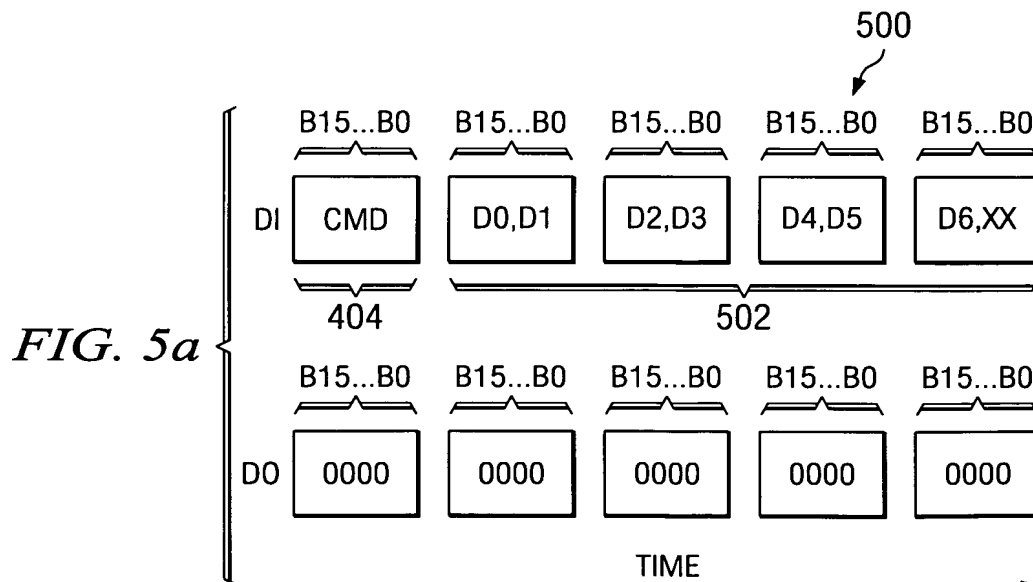 500
B15...B0 B15...B0 B15...B0 B15...B0 B15...B0
DI CMD D0,D1 D2,D3 D4,D5 D6,XX
404 502
FIG. 5a
B15...B0 B15...B0 B15...B0 B15...B0 B15...B0
DO 0000 0000 0000 0000 0000
TIME